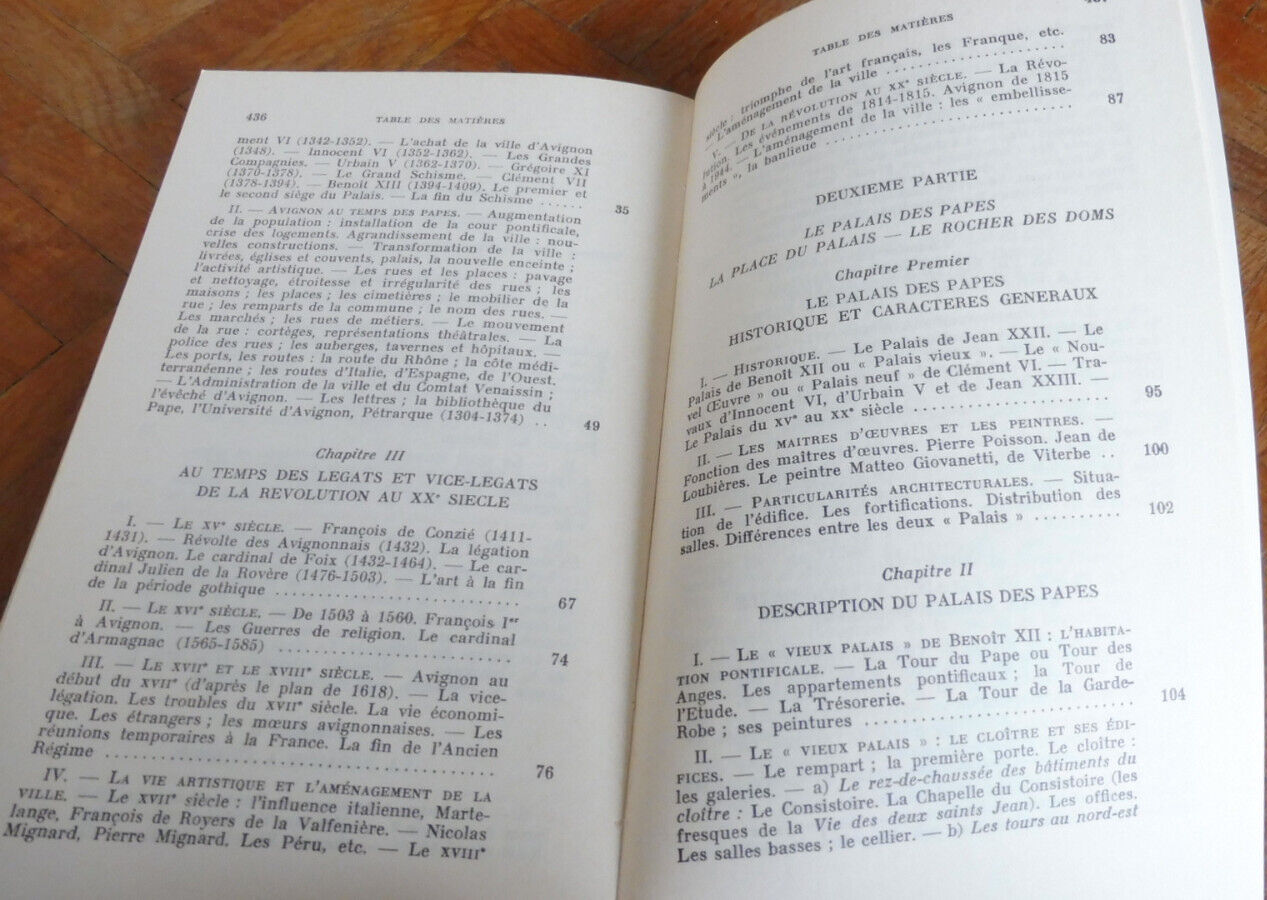 436
TABLE DES MATIÈRES
ment VI (1342-1352). — L'achat de la ville d'Avignon
(1348). — Innocent VI (1352-1362). — Les Grandes
Compagnies. — Urbain V (1362-1370). — Grégoire XI
(1370-1378). — Le Grand Schisme. — Clément VII
(1378-1394). — Benoît XIII (1394-1409). Le premier et
le second siège du Palais. — La fin du Schisme ...... 35
II. — AVIGNON AU TEMPS DES PAPES. — Augmentation
de la population : installation de la cour pontificale,
crise des logements. Agrandissement de la ville : nou-
velles constructions. — Transformation de la ville :
livrées, églises et couvents, palais, la nouvelle enceinte ;
l'activité artistique. — Les rues et les places : pavage
et nettoyage, étroitesse et irrégularité des rues ; les
maisons ; les places ; les cimetières ; le mobilier de la
rue ; les remparts de la commune ; le nom des rues. —
Les marchés ; les rues de métiers. — Le mouvement
de la rue : cortèges, représentations théâtrales. — La
police des rues ; les auberges, tavernes et hôpitaux. —
Les ports, les routes : la route du Rhône ; la côte médi-
terranéenne ; les routes d'Italie, d'Espagne, de l'Ouest.
— L'Administration de la ville et du Comtat Venaissin ;
l'évêché d'Avignon. — Les lettres ; la bibliothèque du
Pape, l'Université d'Avignon, Pétrarque (1304-1374) .. 49
Chapitre III
AU TEMPS DES LEGATS ET VICE-LEGATS
DE LA REVOLUTION AU XXe SIECLE
I. — LE XVe SIÈCLE. — François de Conzié (1411-
1431). — Révolte des Avignonnais (1432). La légation
d'Avignon. Le cardinal de Foix (1432-1464). — Le car-
dinal Julien de la Rovère (1476-1503). — L'art à la fin
de la période gothique .......................... 67
II. — LE XVIe SIÈCLE. — De 1503 à 1560. François Ier
à Avignon. — Les Guerres de religion. Le cardinal
d'Armagnac (1565-1585) .......................... 74
III. — LE XVIIe ET LE XVIIIe SIÈCLE. — Avignon au
début du XVIIe (d'après le plan de 1618). — La vice-
légation. Les troubles du XVIIe siècle. La vie économi-
que. Les étrangers ; les mœurs avignonnaises. — Les
réunions temporaires à la France. La fin de l'Ancien
Régime .......................................... 76
IV. — LA VIE ARTISTIQUE ET L'AMÉNAGEMENT DE LA
VILLE. — Le XVIIe siècle : l'influence italienne, Marte-
lange, François de Royers de la Valfenière. — Nicolas
Mignard, Pierre Mignard, Les Péru, etc. — Le XVIIIe
TABLE DES MATIÈRES
siècle : triomphe de l'art français, les Franque, etc.
— L'aménagement de la ville .................... 83
V. — DE LA RÉVOLUTION AU XXe SIÈCLE. — La Révo-
lution. Les événements de 1814-1815. Avignon de 1815
à 1944. — L'aménagement de la ville : les « embellisse-
ments », la banlieue .......................... 87
DEUXIEME PARTIE
LE PALAIS DES PAPES
LA PLACE DU PALAIS — LE ROCHER DES DOMS
Chapitre Premier
LE PALAIS DES PAPES
HISTORIQUE ET CARACTERES GENERAUX
I. — HISTORIQUE. — Le Palais de Jean XXII. — Le
Palais de Benoît XII ou « Palais vieux ». — Le « Nou-
vel Œuvre » ou « Palais neuf » de Clément VI. — Tra-
vaux d'Innocent VI, d'Urbain V et de Jean XXIII. —
Le Palais du XVe au XXe siècle .................... 95
II. — LES MAITRES D'ŒUVRES ET LES PEINTRES. —
Fonction des maîtres d'œuvres. Pierre Poisson. Jean de
Loubières. Le peintre Matteo Giovanetti, de Viterbe .. 100
III. — PARTICULARITÉS ARCHITECTURALES. — Situa-
tion de l'édifice. Les fortifications. Distribution des
salles. Différences entre les deux « Palais » .......... 102
Chapitre II
DESCRIPTION DU PALAIS DES PAPES
I. — LE « VIEUX PALAIS » DE BENOÎT XII : L'HABITA-
TION PONTIFICALE. — La Tour du Pape ou Tour des
Anges. Les appartements pontificaux ; la Tour de
l'Etude. — La Trésorerie. — La Tour de la Garde-
Robe ; ses peintures .......................... 104
II. — LE « VIEUX PALAIS » : LE CLOÎTRE ET SES ÉDI-
FICES. — Le rempart ; la première porte. Le cloître :
les galeries. — a) Le rez-de-chaussée des bâtiments du
cloître : Le Consistoire. La Chapelle du Consistoire (les
fresques de la Vie des deux saints Jean). Les offices.
Les salles basses ; le cellier. — b) Les tours au nord-est